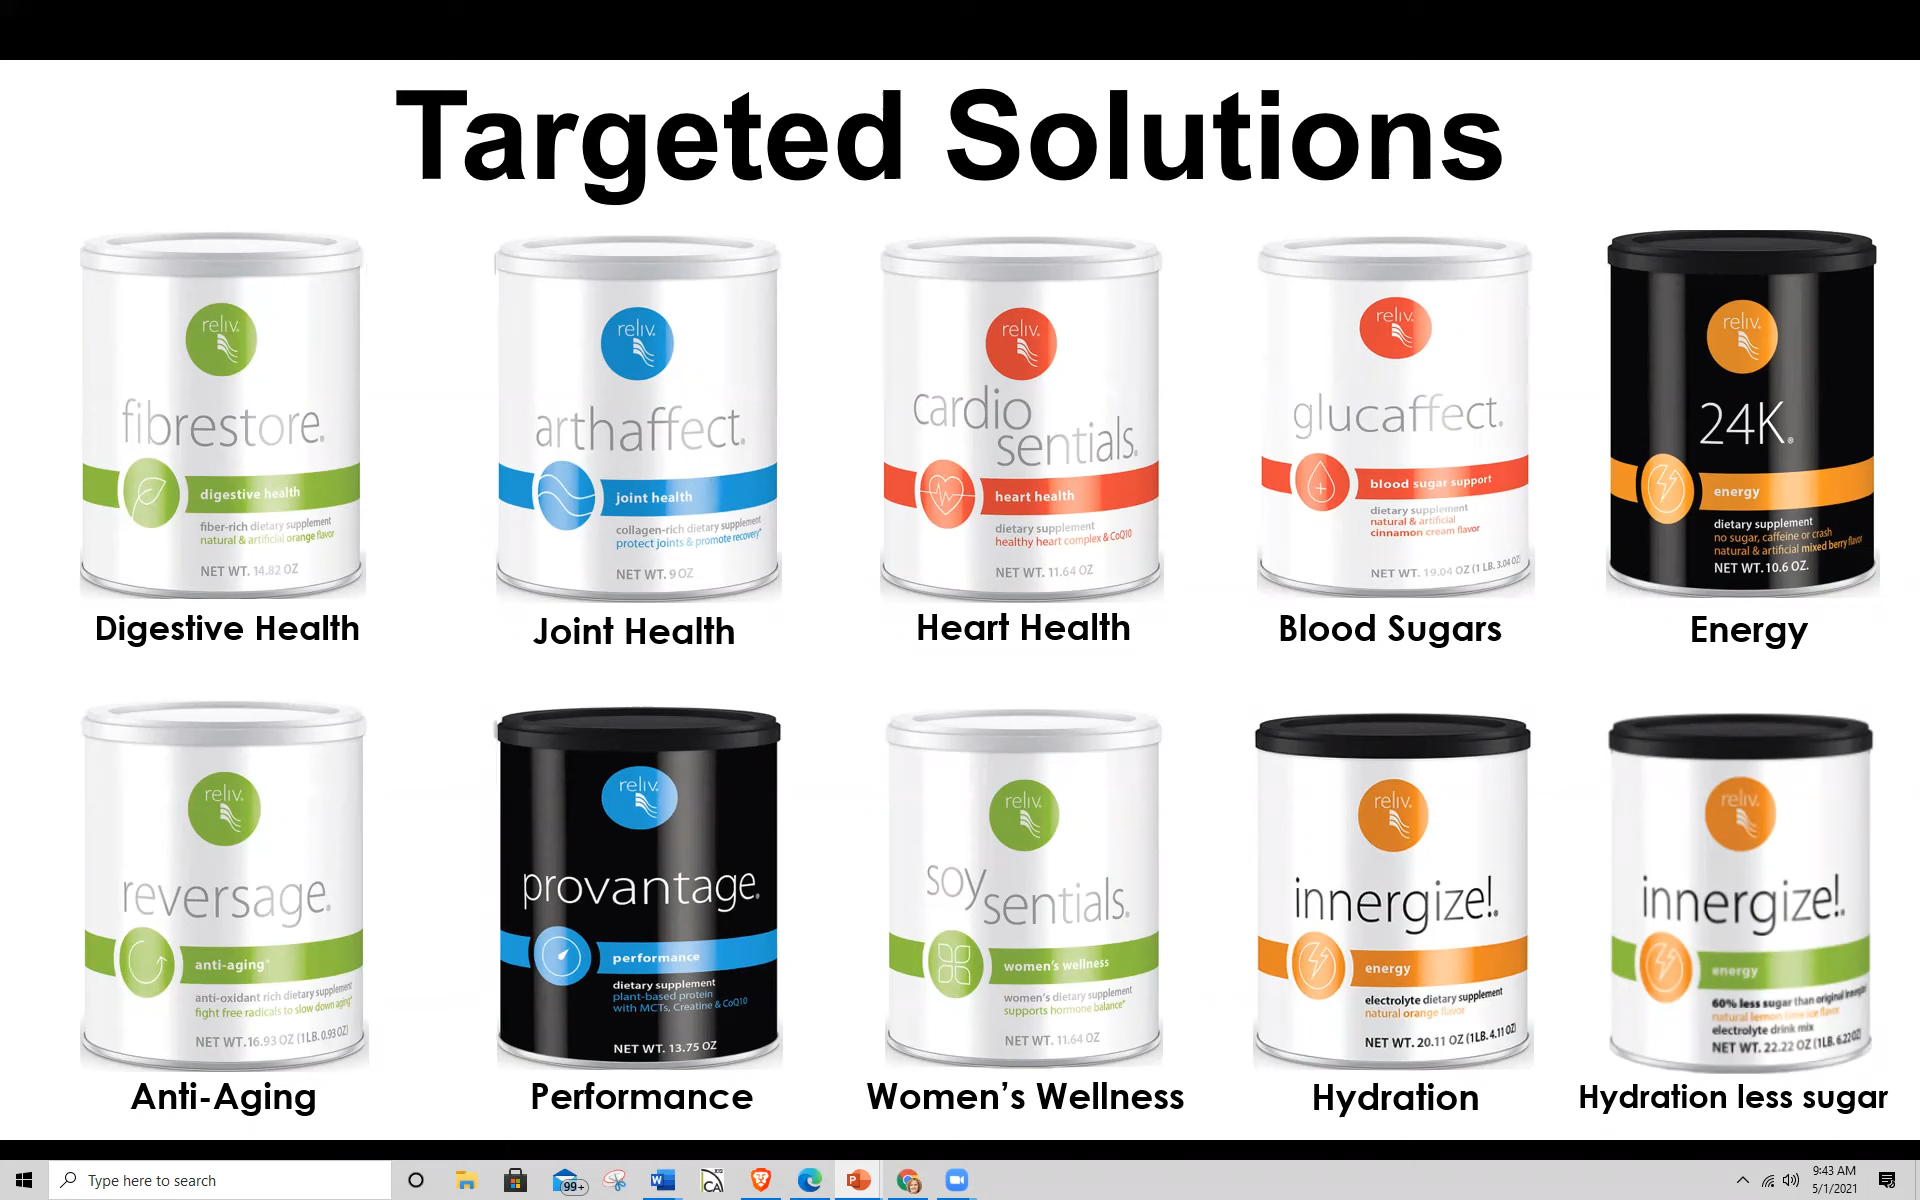 Targeted Solutions
reliv.
fibrestore.
digestive health
fiber-rich dietary supplement
natural & artificial orange flavor
NET WT. 14.82 OZ
Digestive Health
reliv.
arthaffect.
joint health
collagen-rich dietary supplement
protect joints & promote recovery*
NET WT. 9 OZ
Joint Health
reliv.
cardio
sentials.
heart health
dietary supplement
healthy heart complex & CoQ10
NET WT. 11.64 OZ
Heart Health
reliv.
glucaffect.
blood sugar support
dietary supplement
natural & artificial
cinnamon cream flavor
NET WT. 19.04 OZ (1 LB. 3.04 OZ)
Blood Sugars
reliv.
24K®
energy
dietary supplement
no sugar, caffeine or crash
natural & artificial mixed berry flavor
NET WT. 10.6 OZ.
Energy
reliv.
reversage.
anti-aging*
anti-oxidant rich dietary supplement
fight free radicals to slow down aging*
NET WT. 16.93 OZ (1LB. 0.93 OZ)
Anti-Aging
reliv.
provantage.
performance
dietary supplement
plant-based protein
with MCTs, Creatine & CoQ10
NET WT. 13.75 OZ
Performance
reliv.
soy
sentials.
women's wellness
women's dietary supplement
supports hormone balance*
NET WT. 11.64 OZ
Women's Wellness
reliv.
innergize!.
energy
electrolyte dietary supplement
natural orange flavor
NET WT. 20.11 OZ (1LB. 4.11 OZ)
Hydration
reliv.
innergize!.
energy
60% less sugar than original Innergize
natural lemon lime ice flavor
electrolyte drink mix
NET WT. 22.22 OZ (1LB. 6.22 OZ)
Hydration less sugar
Type here to search
99+
W
CA
P
9:43 AM
5/1/2021